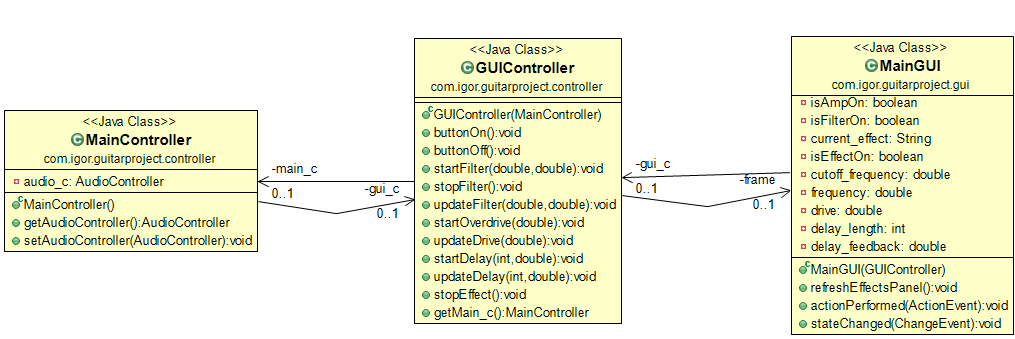 <<Java Class>>
MainController
com.igor.guitarproject.controller
audio_c: AudioController
MainController()
getAudioController():AudioController
setAudioController(AudioController):void
-main_c
0..1
-gui_c
0..1
<<Java Class>>
GUIController
com.igor.guitarproject.controller
GUIController(MainController)
buttonOn():void
buttonOff():void
startFilter(double,double):void
stopFilter():void
updateFilter(double,double):void
startOverdrive(double):void
updateDrive(double):void
startDelay(int,double):void
updateDelay(int,double):void
stopEffect():void
getMain_c():MainController
-gui_c
0..1
-frame
0..1
<<Java Class>>
MainGUI
com.igor.guitarproject.gui
isAmpOn: boolean
isFilterOn: boolean
current_effect: String
isEffectOn: boolean
cutoff_frequency: double
frequency: double
drive: double
delay_length: int
delay_feedback: double
MainGUI(GUIController)
refreshEffectsPanel():void
actionPerformed(ActionEvent):void
stateChanged(ChangeEvent):void